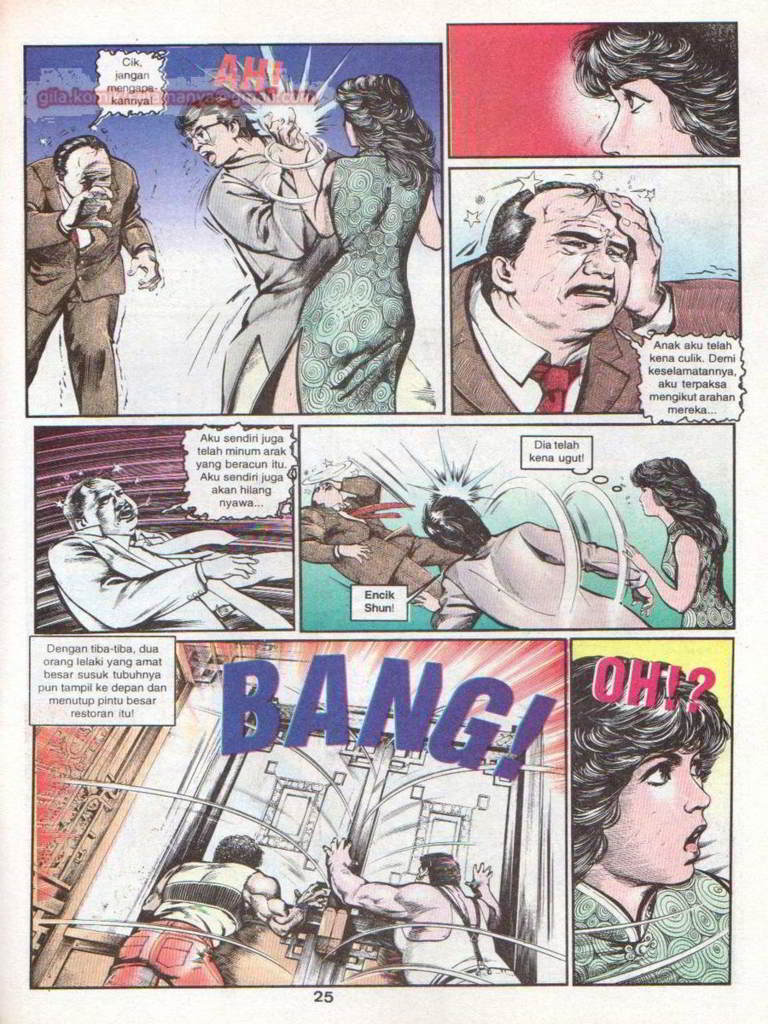 Cik,
jangan
mengapa-
kannya!
AH!
Anak aku telah
kena culik. Demi
keselamatannya,
aku terpaksa
mengikut arahan
mereka...
Aku sendiri juga
telah minum arak
yang beracun itu.
Aku sendiri juga
akan hilang
nyawa...
Dia telah
kena ugut!
Encik
Shun!
Dengan tiba-tiba, dua
orang lelaki yang amat
besar susuk tubuhnya
pun tampil ke depan dan
menutup pintu besar
restoran itu!
BANG!
OH!?
25